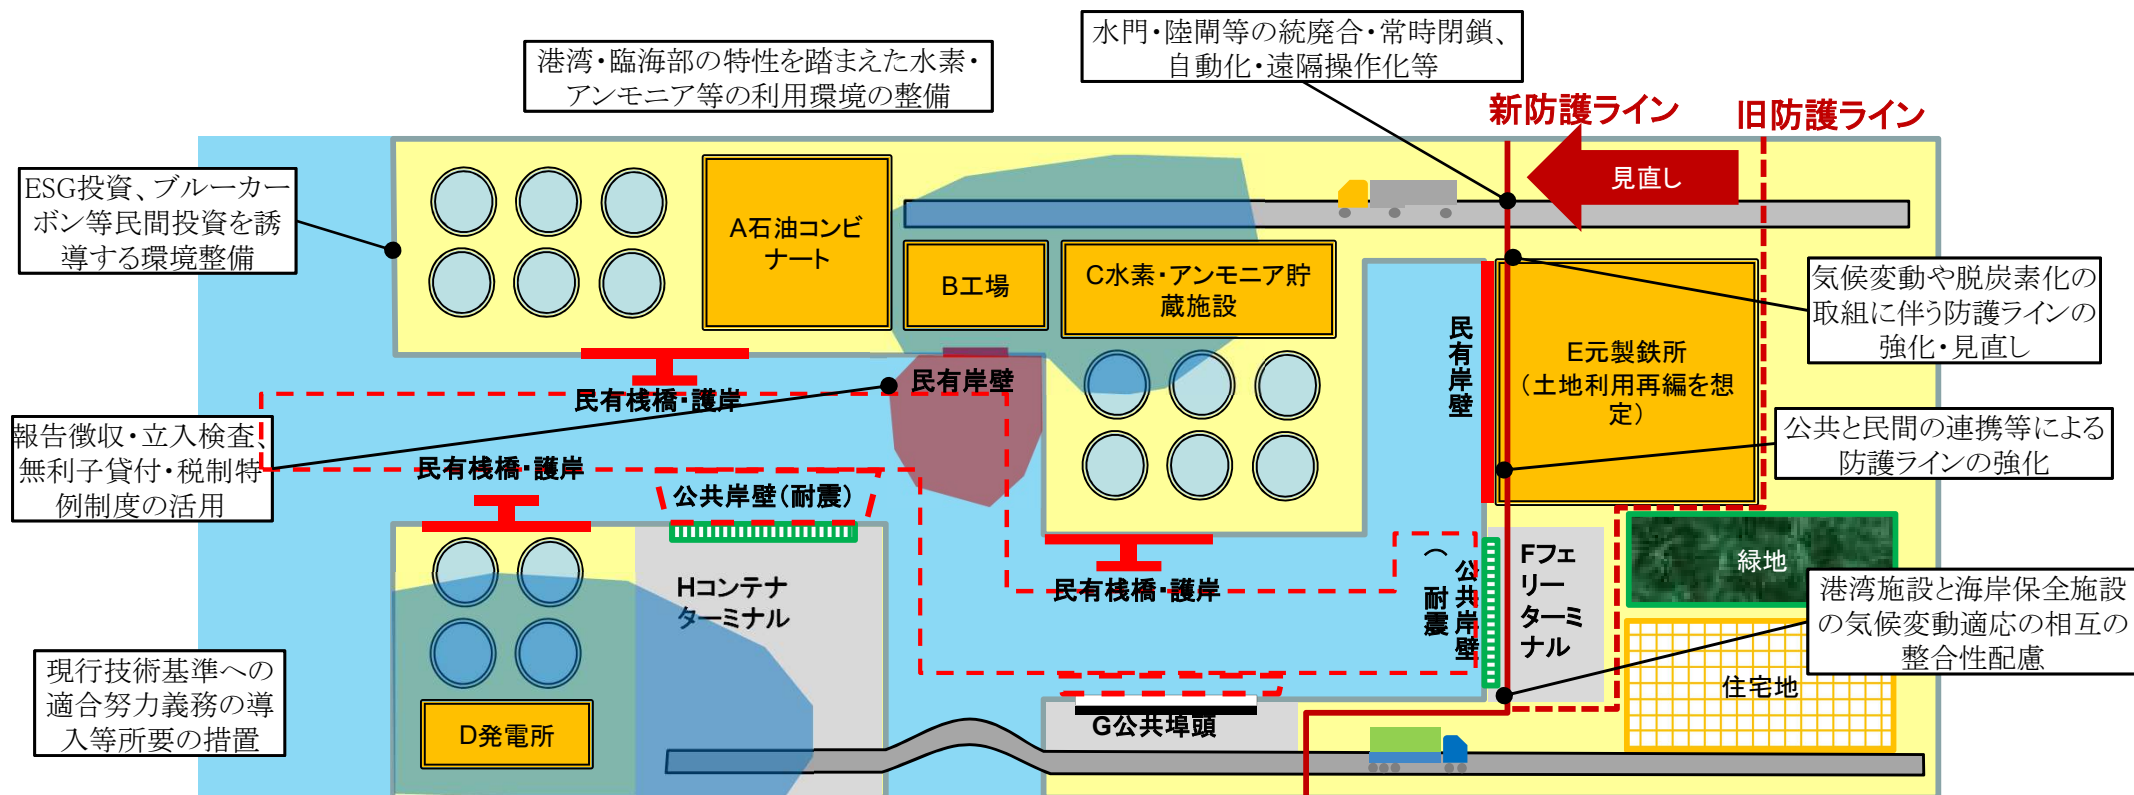 水門・陸閘等の統廃合・常時閉鎖、
自動化・遠隔操作化等
港湾・臨海部の特性を踏まえた水素・
アンモニア等の利用環境の整備
新防護ライン
旧防護ライン
見直し
ESG投資、ブルーカー
ボン等民間投資を誘
導する環境整備
A石油コンビ
ナート
B工場
C水素・アンモニア貯
蔵施設
気候変動や脱炭素化の
取組に伴う防護ラインの
強化・見直し
民有岸壁
E元製鉄所
（土地利用再編を想
定）
民有岸壁
民有桟橋・護岸
報告徴収・立入検査、
無利子貸付・税制特
例制度の活用
民有桟橋・護岸
公共岸壁（耐震）
公共と民間の連携等による
防護ラインの強化
Hコンテナ
ターミナル
民有桟橋・護岸
公共岸壁
（耐震
Fフェ
リー
ターミ
ナル
緑地
港湾施設と海岸保全施設
の気候変動適応の相互の
整合性配慮
住宅地
現行技術基準への
適合努力義務の導
入等所要の措置
D発電所
G公共埠頭